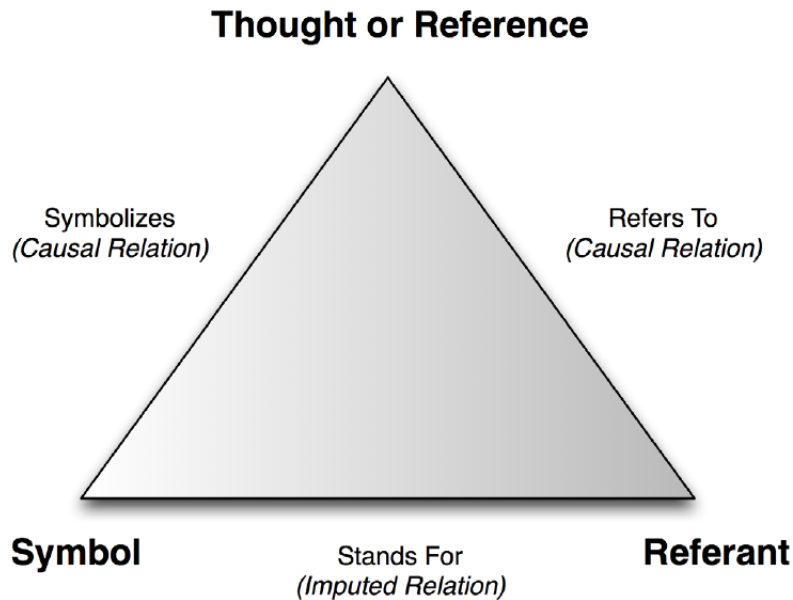 Thought or Reference
Symbolizes
(Causal Relation)
Refers To
(Causal Relation)
Symbol
Stands For
(Imputed Relation)
Referant